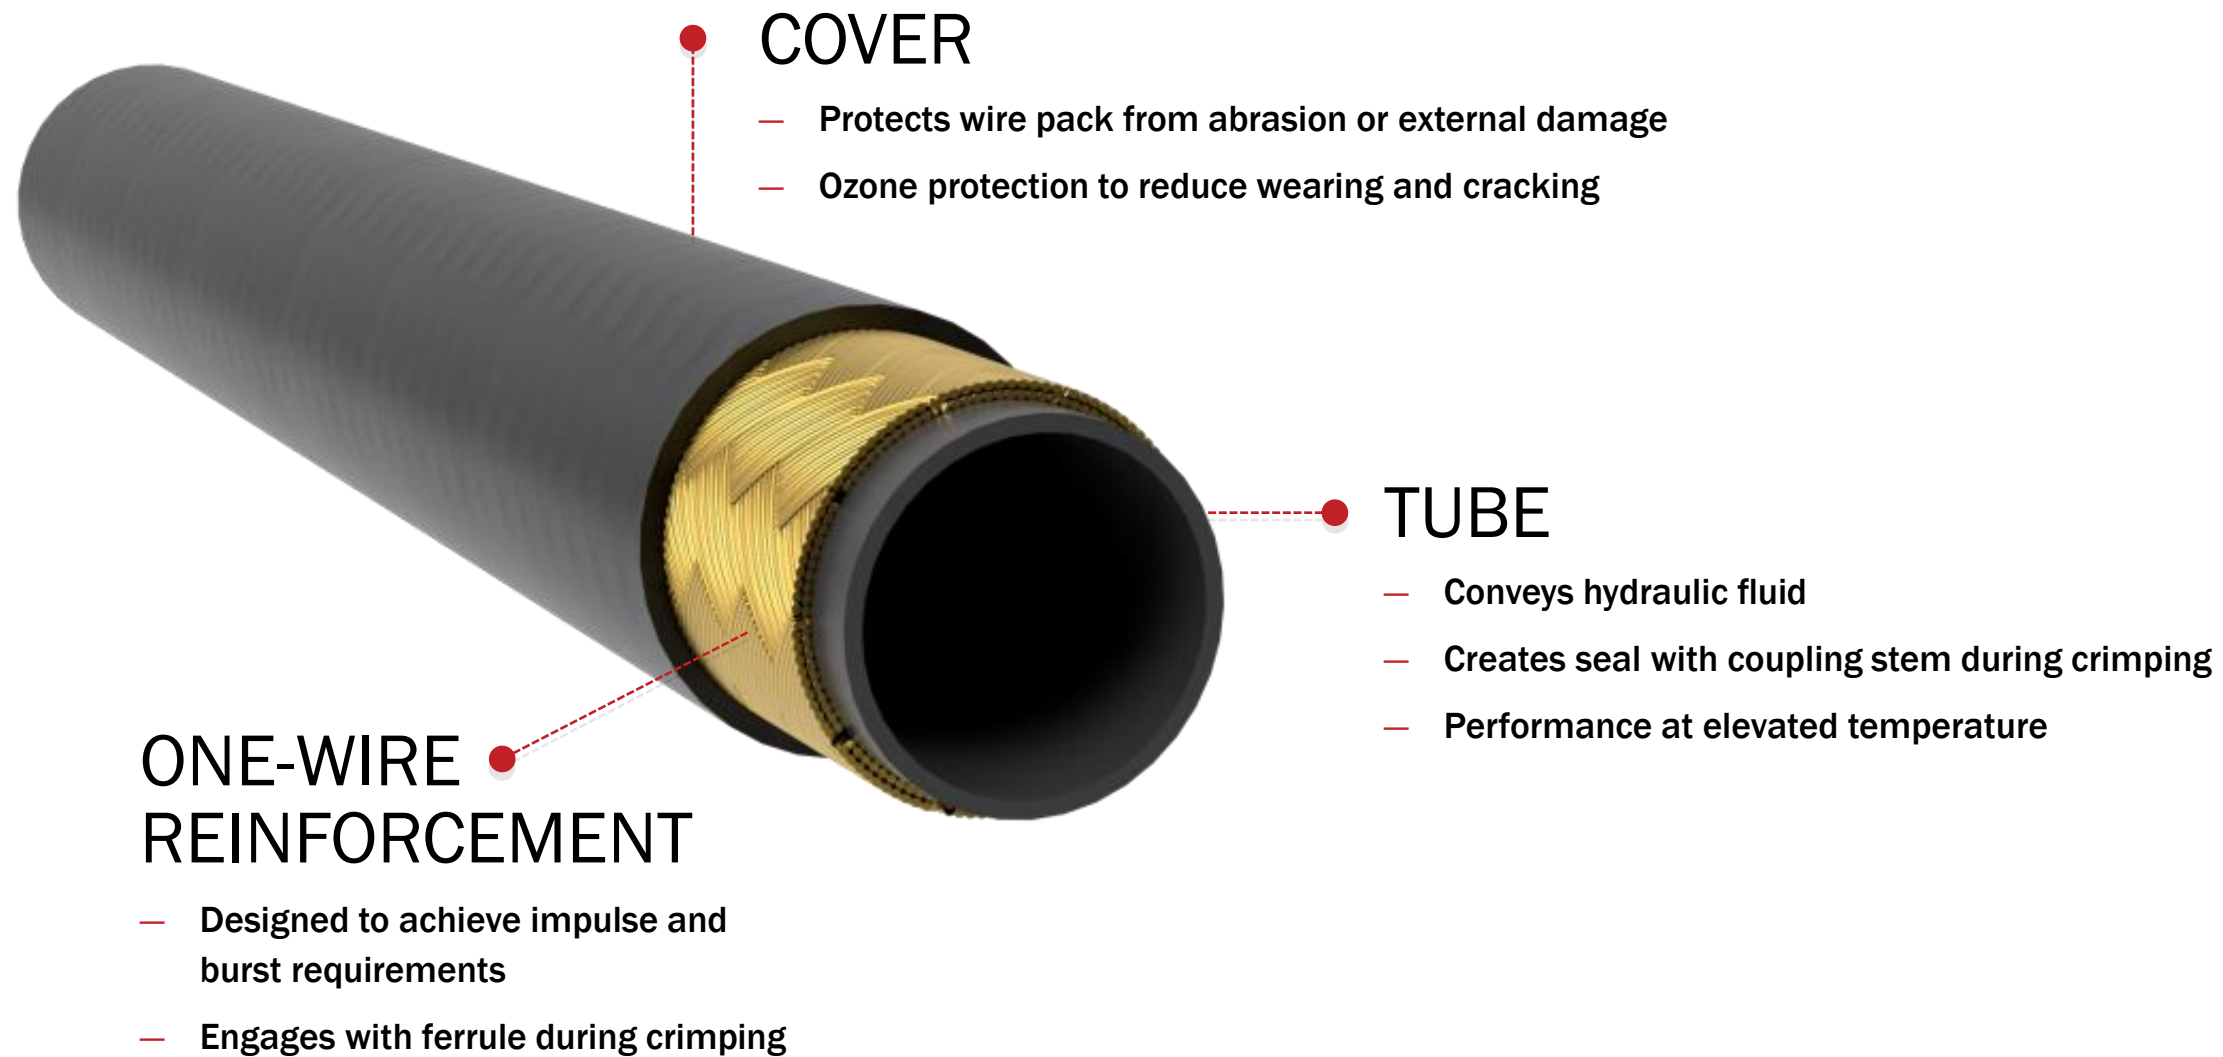 COVER
— Protects wire pack from abrasion or external damage
— Ozone protection to reduce wearing and cracking
TUBE
— Conveys hydraulic fluid
— Creates seal with coupling stem during crimping
— Performance at elevated temperature
ONE-WIRE
REINFORCEMENT
— Designed to achieve impulse and
burst requirements
— Engages with ferrule during crimping